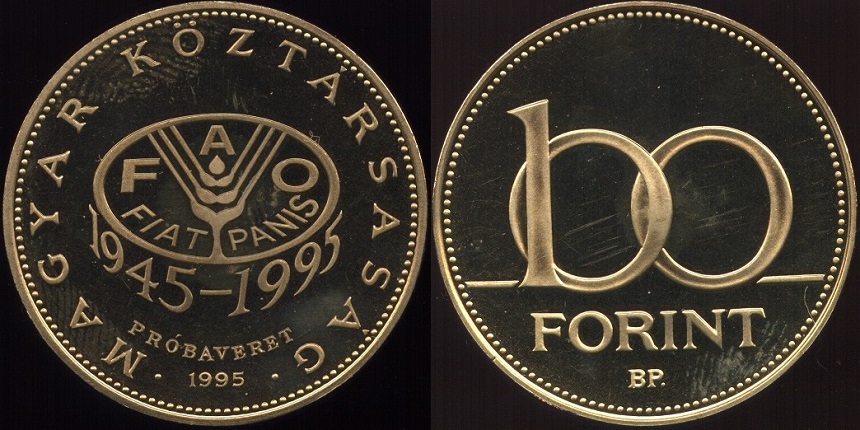 MAGYAR KÖZTÁRSASÁG
F A O
FIAT PANIS
1945-1995
PRÓBAVERET
· 1995 ·
100
FORINT
BP.